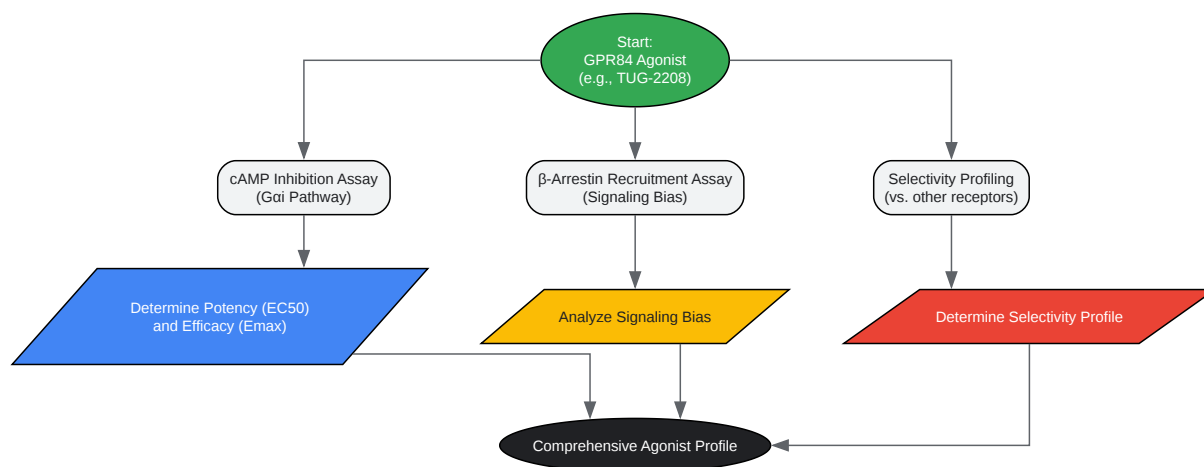 Start:
GPR84 Agonist
(e.g., TUG-2208)
cAMP Inhibition Assay
(Gαi Pathway)
β-Arrestin Recruitment Assay
(Signaling Bias)
Selectivity Profiling
(vs. other receptors)
Determine Potency (EC50)
and Efficacy (Emax)
Analyze Signaling Bias
Determine Selectivity Profile
Comprehensive Agonist Profile